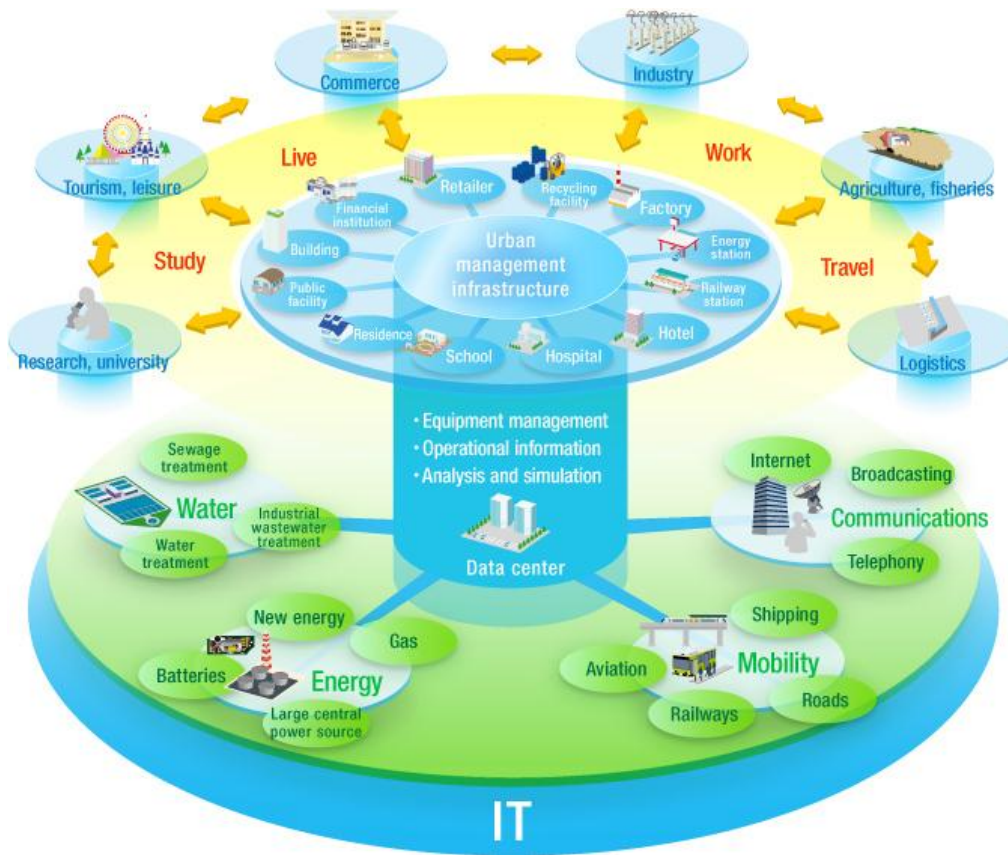 Commerce
Industry
Live
Work
Tourism, leisure
Agriculture, fisheries
Retailer
Recycling
facility
Financial
institution
Factory
Building
Urban
management
infrastructure
Energy
station
Study
Travel
Public
facility
Railway
station
Residence
Hotel
School
Hospital
Research, university
Logistics
• Equipment management
• Operational information
• Analysis and simulation
Data center
Sewage
treatment
Water
Industrial
wastewater
treatment
Water
treatment
Internet
Broadcasting
Communications
Telephony
New energy
Gas
Batteries
Energy
Large central
power source
Shipping
Aviation
Mobility
Railways
Roads
IT